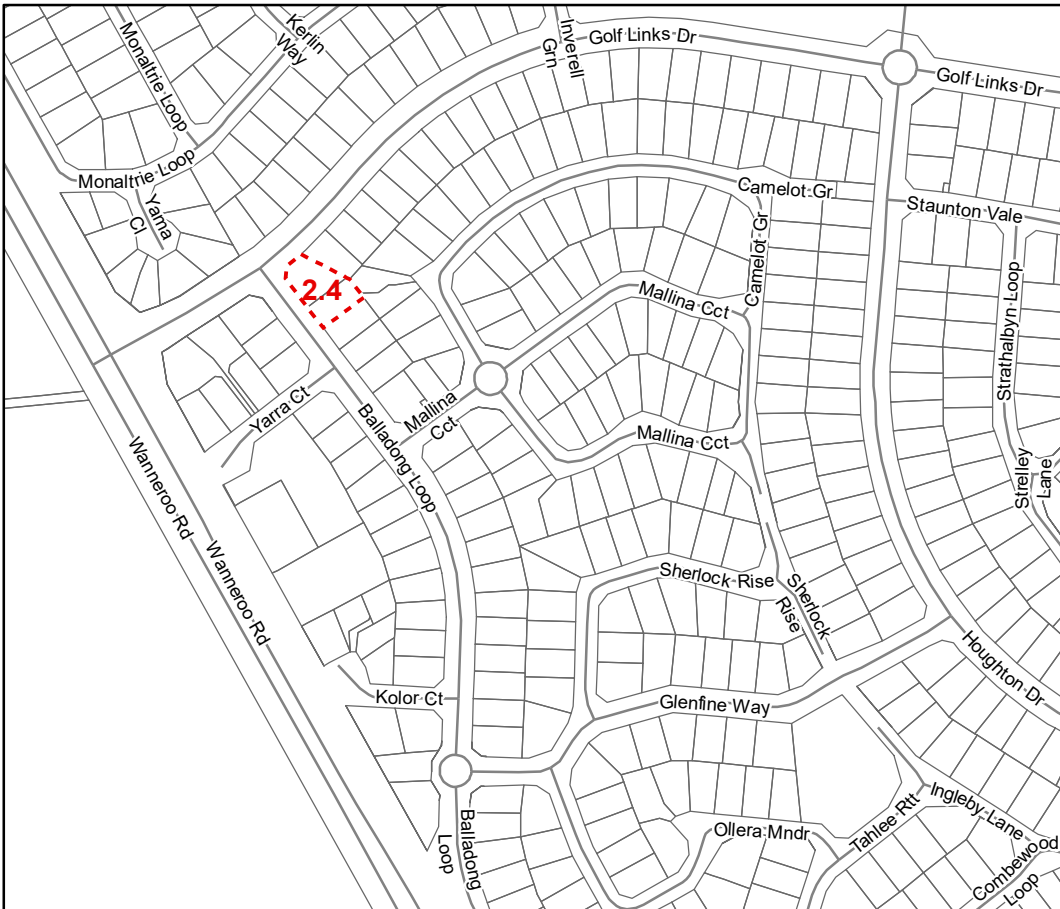 Monaltrie Loop
Kerlin
Way
Inverell
Grn
Golf Links Dr
Golf Links Dr
Monaltrie Loop
Yama
Cl
Camelot Gr
Staunton Vale
Camelot Gr
2.4
Mallina Cct
Strathalbyn Loop
Yarra Ct
Mallina
Cct
Balladong Loop
Mallina Cct
Strelley
Lane
Wanneroo Rd
Wanneroo Rd
Sherlock Rise
Sherlock
Rise
Houghton Dr
Kolor Ct
Glenfine Way
Balladong
Loop
Ollera Mndr
Tahlee Rtt
Ingleby Lane
Combewood
Loop